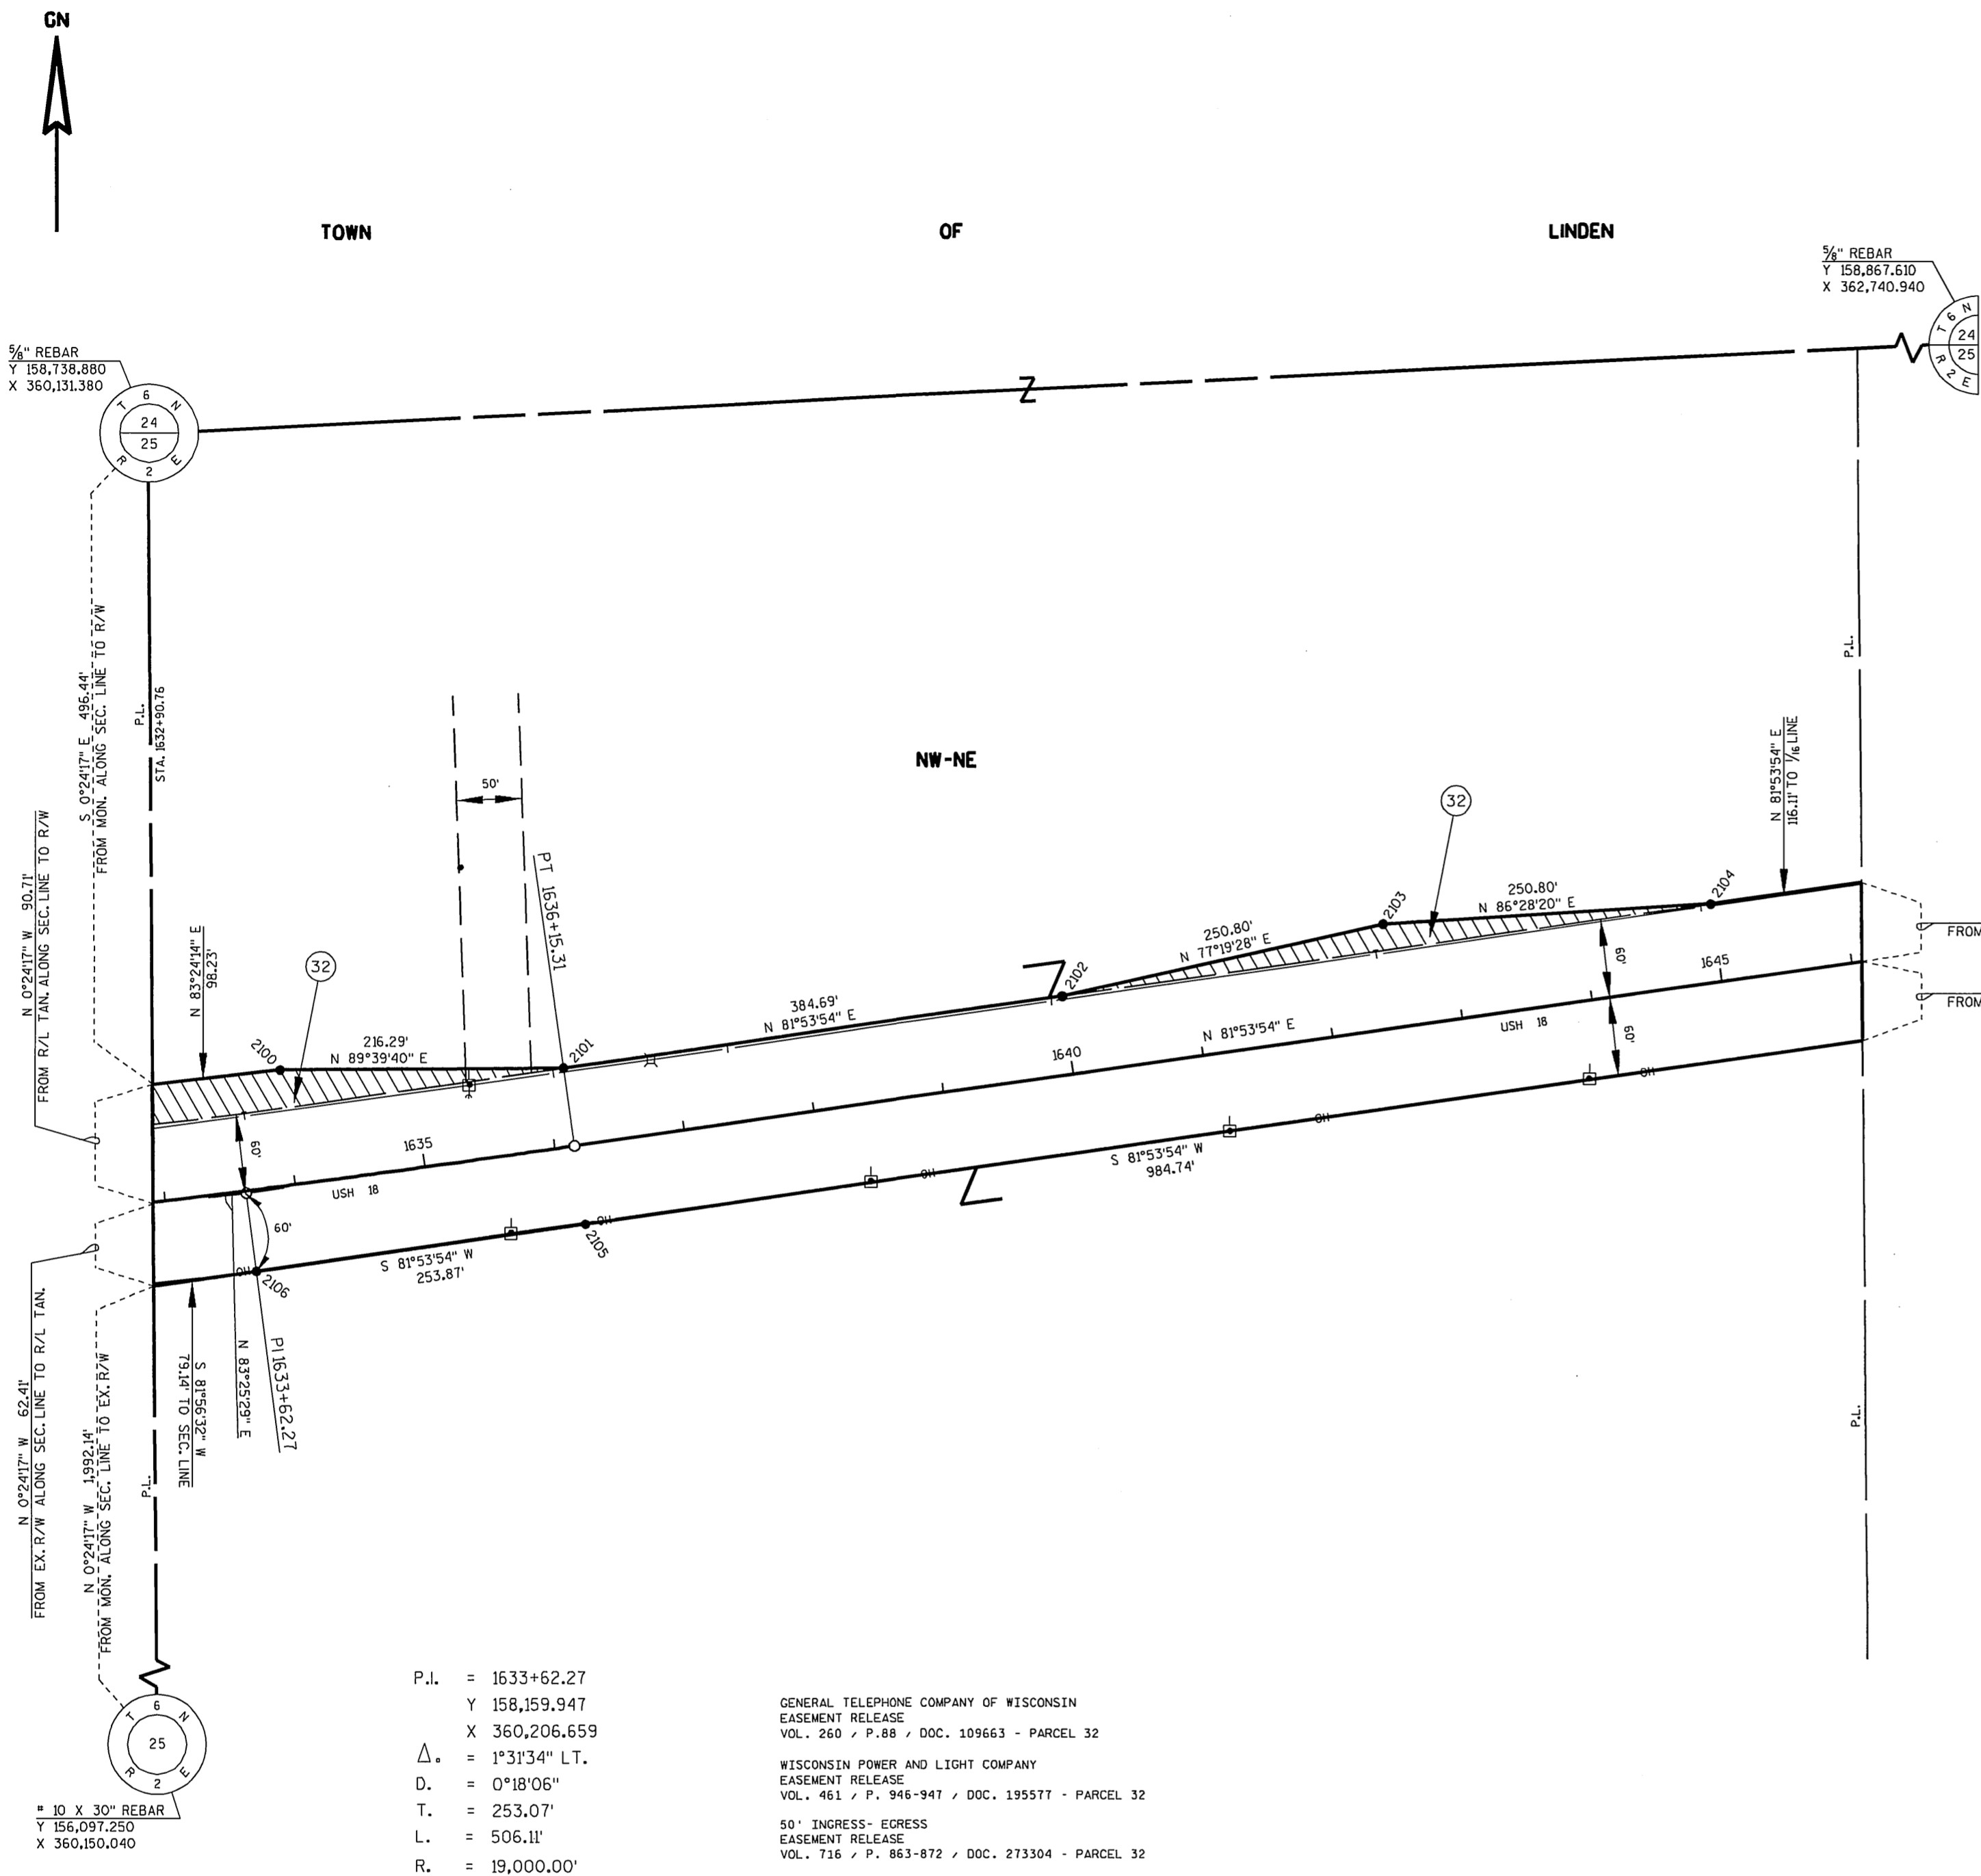 GN
TOWN OF LINDEN
5/8" REBAR
Y 158,867.610
X 362,740.940
T 6 N
24
25
R 2 E
5/8" REBAR
Y 158,738.880
X 360,131.380
T 6 N
24
25
R 2 E
Z
P.L.
P.L.
STA. 1632+90.76
S 0°24'17" E 496.44'
FROM MON. ALONG SEC. LINE TO R/W
N 0°24'17" W 90.71'
FROM R/L TAN. ALONG SEC. LINE TO R/W
NW-NE
50'
PT 1636+15.31
N 83°24'14" E
98.23'
32
2100
216.29'
N 89°39'40" E
2101
384.69'
N 81°53'54" E
2102
250.80'
N 77°19'28" E
2103
32
250.80'
N 86°28'20" E
2104
N 81°53'54" E
116.11' TO 1/16 LINE
FROM
FROM
60'
60'
1645
USH 18
N 81°53'54" E
1640
1635
USH 18
60'
60'
OH
OH
OH
OH
OH
S 81°53'54" W
984.74'
2105
S 81°53'54" W
253.87'
2106
PI 1633+62.27
N 83°25'29" E
S 81°56'32" W
79.14' TO SEC. LINE
N 0°24'17" W 62.41'
FROM EX. R/W ALONG SEC. LINE TO R/L TAN.
N 0°24'17" W 1,992.14'
FROM MON. ALONG SEC. LINE TO EX. R/W
P.L.
P.L.
T 6 N
25
R 2 E
# 10 X 30" REBAR
Y 156,097.250
X 360,150.040
P.I. = 1633+62.27
Y 158,159.947
X 360,206.659
Δ. = 1°31'34" LT.
D. = 0°18'06"
T. = 253.07'
L. = 506.11'
R. = 19,000.00'
GENERAL TELEPHONE COMPANY OF WISCONSIN
EASEMENT RELEASE
VOL. 260 / P.88 / DOC. 109663 - PARCEL 32
WISCONSIN POWER AND LIGHT COMPANY
EASEMENT RELEASE
VOL. 461 / P. 946-947 / DOC. 195577 - PARCEL 32
50' INGRESS- EGRESS
EASEMENT RELEASE
VOL. 716 / P. 863-872 / DOC. 273304 - PARCEL 32